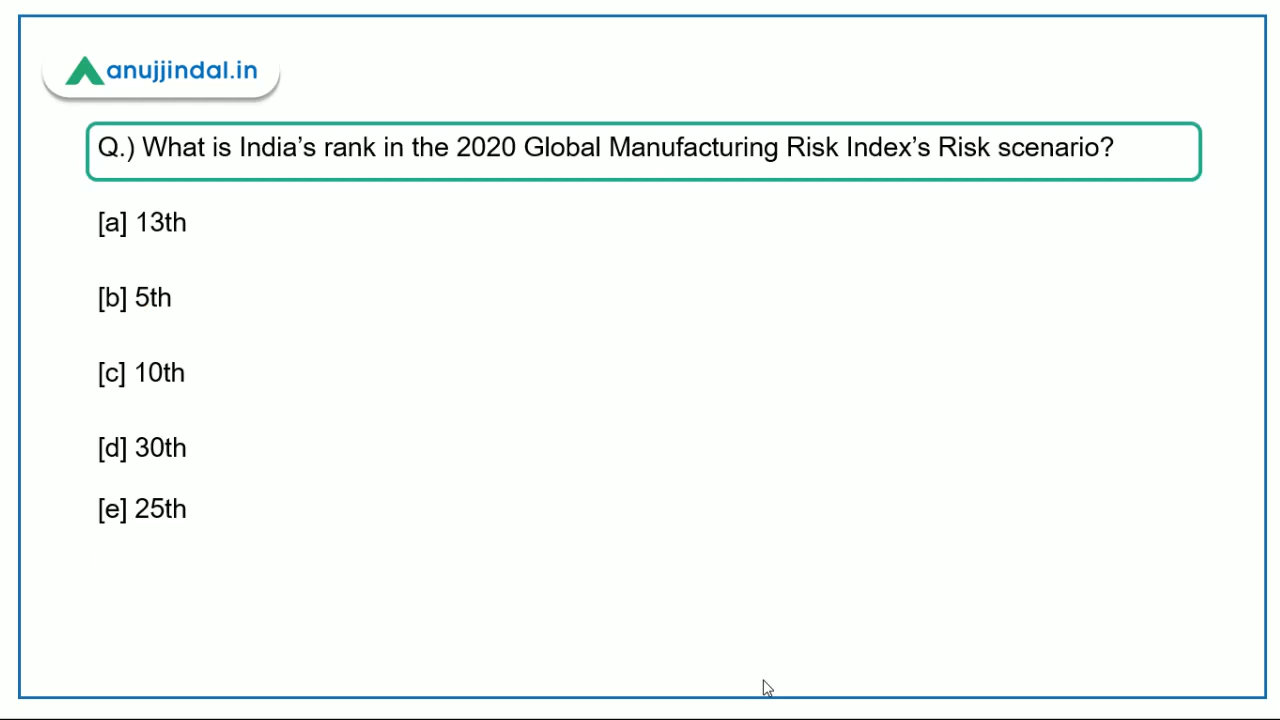 anujjindal.in
Q.) What is India’s rank in the 2020 Global Manufacturing Risk Index’s Risk scenario?
[a] 13th
[b] 5th
[c] 10th
[d] 30th
[e] 25th